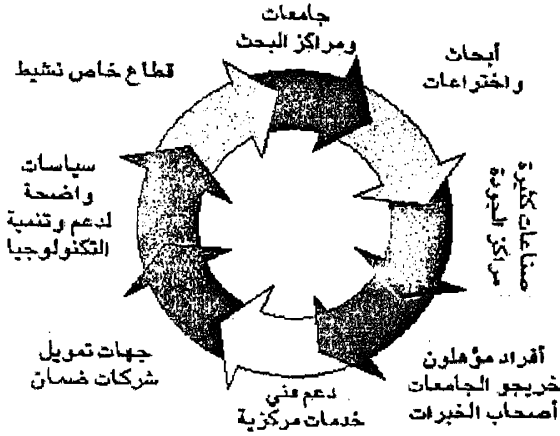 جامعات
ومراكز البحث
أبحاث
واختراعات
صناعات كثيرة
مراكز الجودة
أفراد مؤهلون
خريجو الجامعات
أصحاب الخبرات
دعم فني
خدمات مركزية
جهات تمويل
شركات ضمان
سياسات
واضحة
لدعم وتنمية
التكنولوجيا
قطاع خاص نشيط